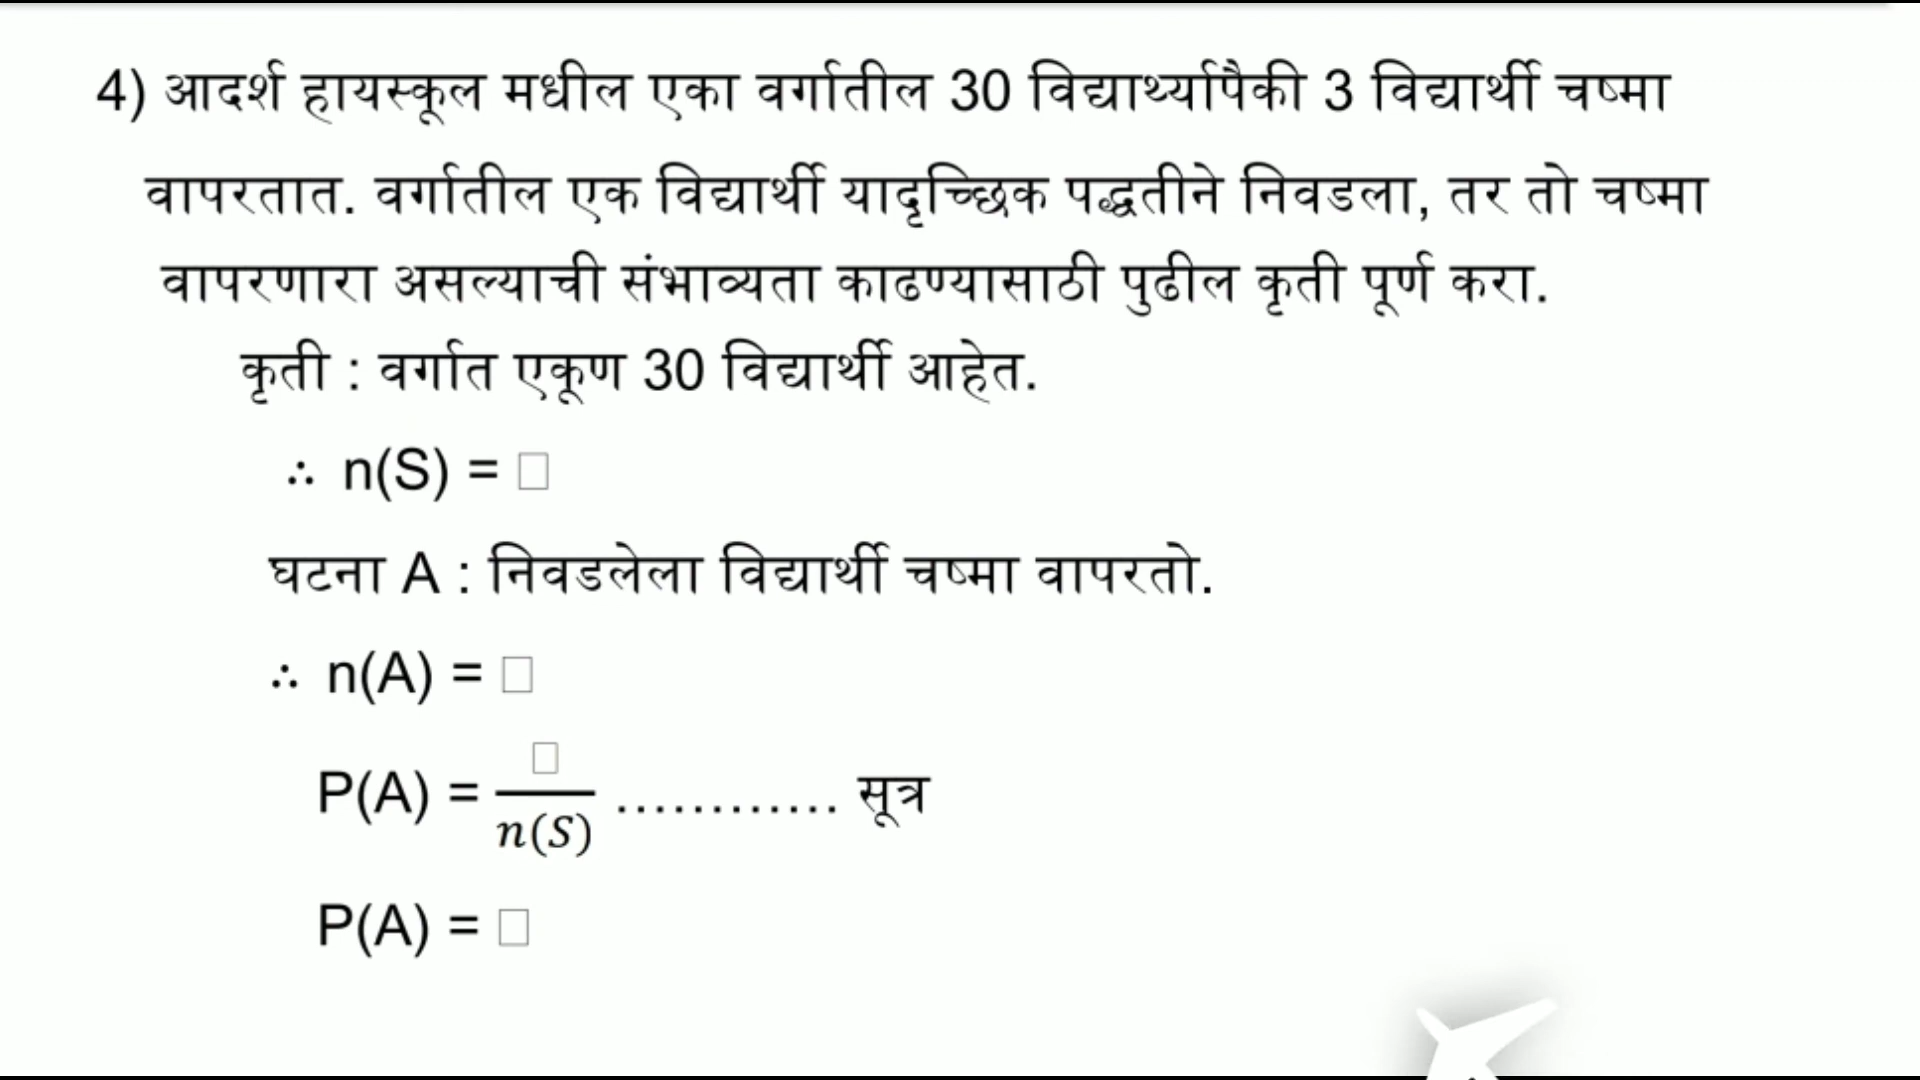 4) आदर्श हायस्कूल मधील एका वर्गातील 30 विद्यार्थ्यांपैकी 3 विद्यार्थी चष्मा
वापरतात. वर्गातील एक विद्यार्थी यादृच्छिक पद्धतीने निवडला, तर तो चष्मा
वापरणारा असल्याची संभाव्यता काढण्यासाठी पुढील कृती पूर्ण करा.
कृती : वर्गात एकूण 30 विद्यार्थी आहेत.
∴ n(S) = □
घटना A : निवडलेला विद्यार्थी चष्मा वापरतो.
∴ n(A) = □
P(A) = □/n(S) ............ सूत्र
P(A) = □